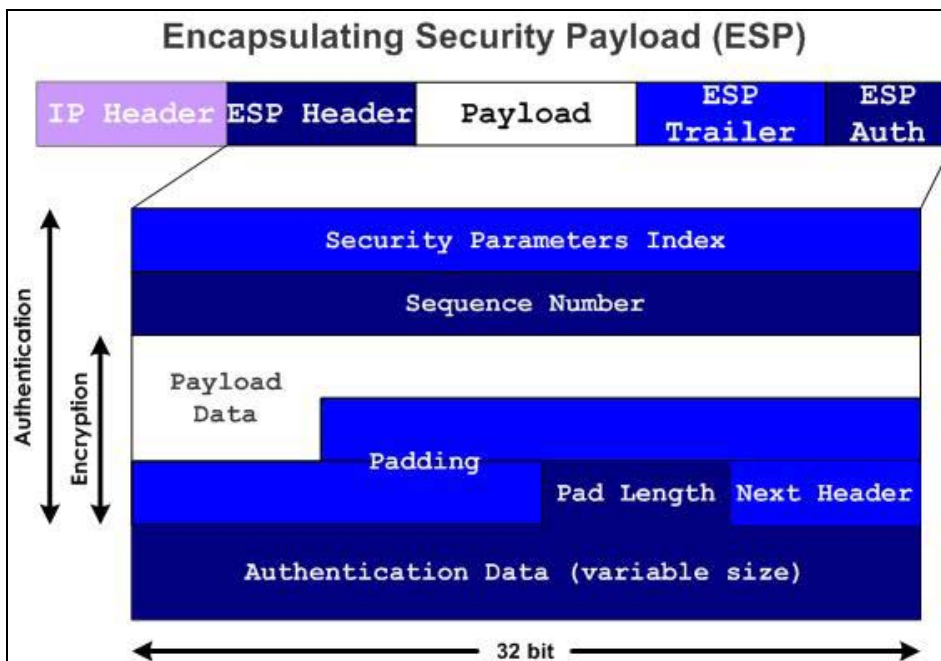 Encapsulating Security Payload (ESP)
IP Header
ESP Header
Payload
ESP
Trailer
ESP
Auth
Security Parameters Index
Sequence Number
Authentication
Encryption
Payload
Data
Padding
Pad Length
Next Header
Authentication Data (variable size)
32 bit